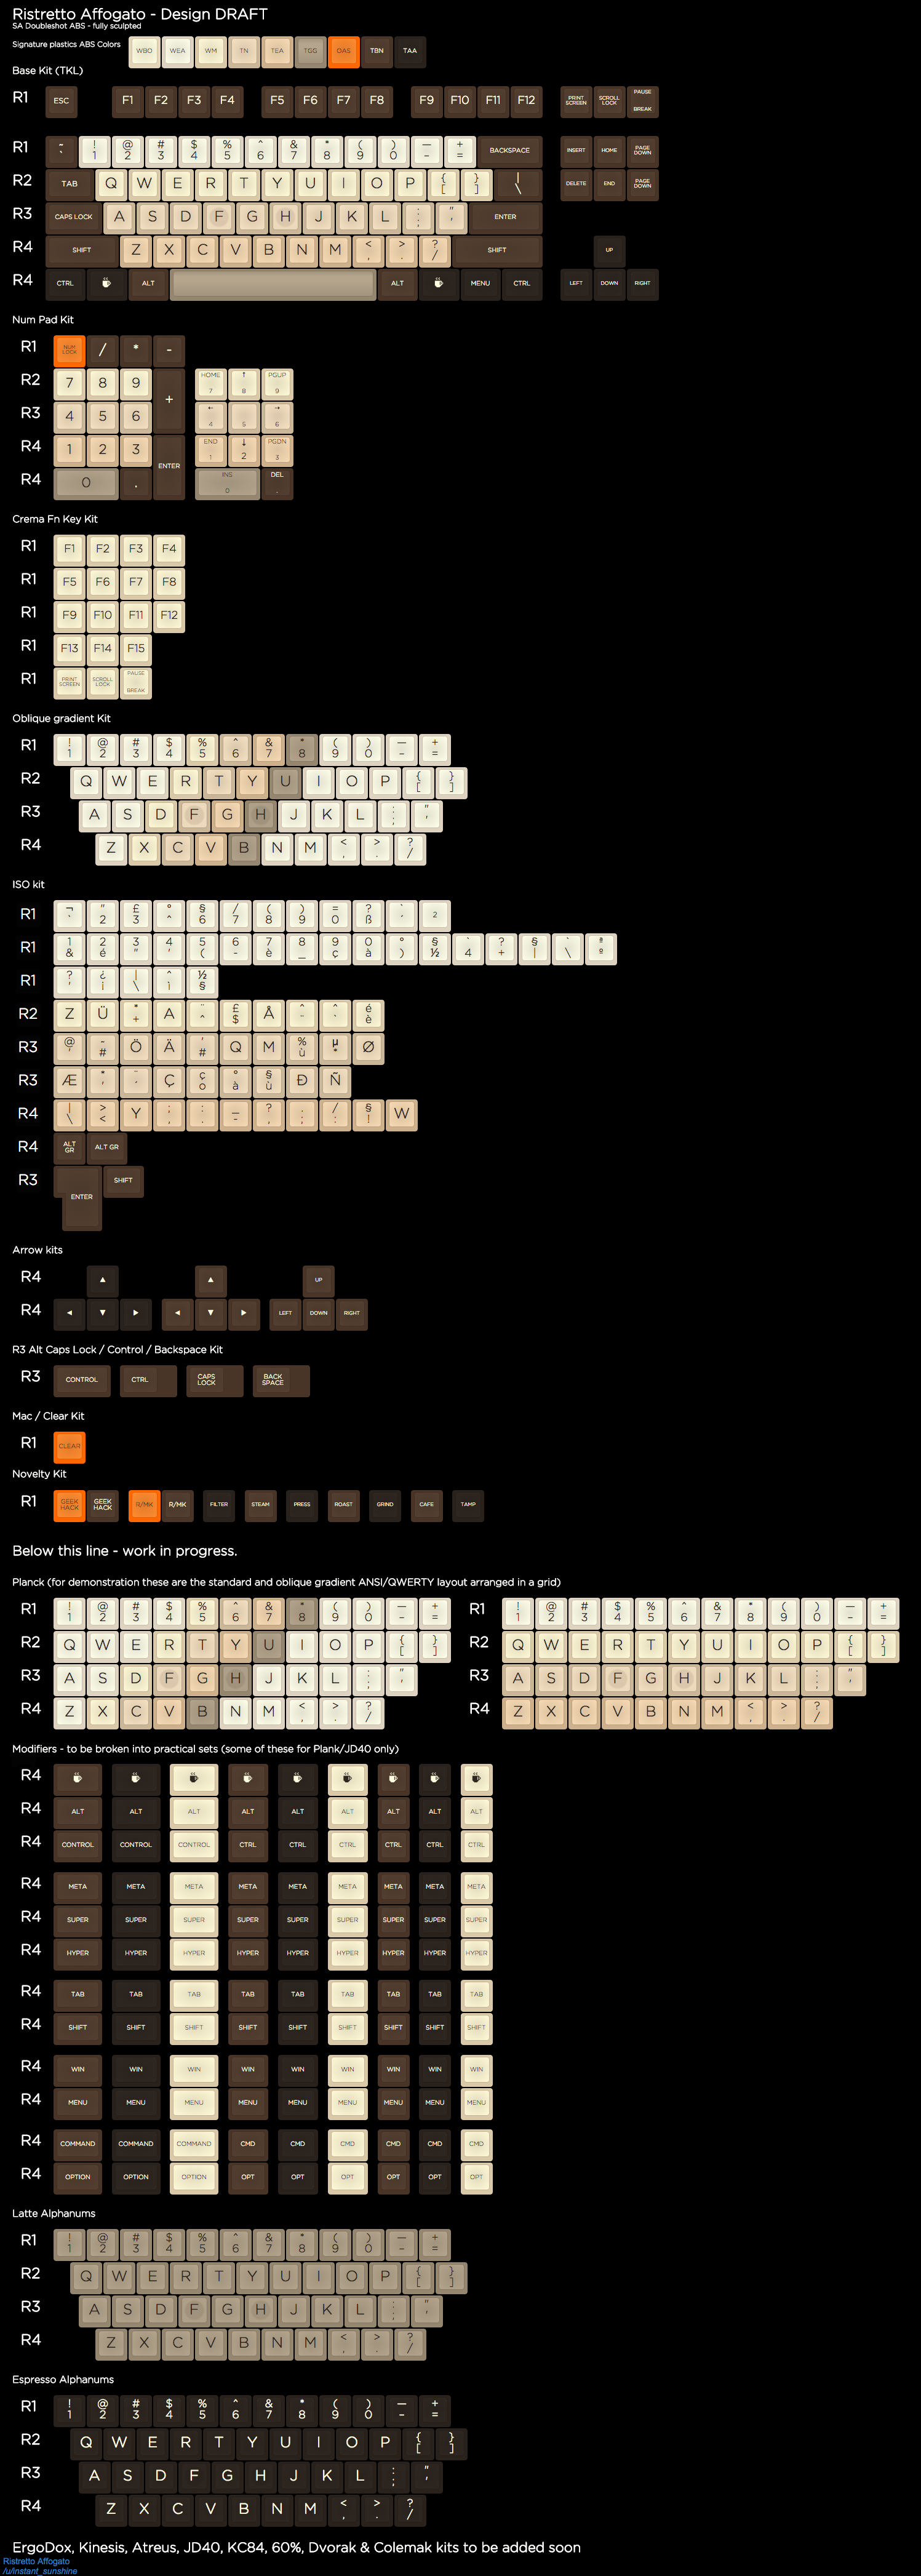 Ristretto Affogato - Design DRAFT
SA Doubleshot ABS - fully sculpted
Signature plastics ABS Colors WBO WEA WM TN TEA TGG OAS TBN TAA
Base Kit (TKL)
R1 ESC F1 F2 F3 F4 F5 F6 F7 F8 F9 F10 F11 F12 PRINT SCREEN SCROLL LOCK PAUSE BREAK
R1 ~ ` ! 1 @ 2 # 3 $ 4 % 5 ^ 6 & 7 * 8 ( 9 ) 0 — - + = BACKSPACE INSERT HOME PAGE DOWN
R2 TAB Q W E R T Y U I O P { [ } ] | \ DELETE END PAGE DOWN
R3 CAPS LOCK A S D F G H J K L : ; " ' ENTER
R4 SHIFT Z X C V B N M < , > . ? / SHIFT UP
R4 CTRL ALT ALT MENU CTRL LEFT DOWN RIGHT
Num Pad Kit
R1 NUM LOCK / * -
R2 7 8 9 + HOME 7 ↑ 8 PGUP 9
R3 4 5 6 ← 4 5 → 6
R4 1 2 3 ENTER END 1 ↓ 2 PGDN 3
R4 0 . INS 0 DEL .
Crema Fn Key Kit
R1 F1 F2 F3 F4
R1 F5 F6 F7 F8
R1 F9 F10 F11 F12
R1 F13 F14 F15
R1 PRINT SCREEN SCROLL LOCK PAUSE BREAK
Oblique gradient Kit
R1 ! 1 @ 2 # 3 $ 4 % 5 ^ 6 & 7 * 8 ( 9 ) 0 — - + =
R2 Q W E R T Y U I O P { [ } ]
R3 A S D F G H J K L : ; " '
R4 Z X C V B N M < , > . ? /
ISO kit
R1 ¬ ` " 2 £ 3 ° ^ § 6 / 7 ( 8 ) 9 = 0 ? ß 2
R1 1 & 2 é 3 " 4 ' 5 ( 6 - 7 è 8 _ 9 ç 0 à ° ) § ½ 4 ? + § | ` \ ª º
R1 ? ' ¿ ¡ | \ ^ ì ½ §
R2 Z Ü * + A ¨ ^ £ $ Å é è
R3 @ ' ~ # Ö Ä ' # Q M % ù µ * Ø
R3 Æ Ç ç ò ° à § ù Ð Ñ
R4 | \ > < Y ; , : . _ - ? , . ; / : § ! W
R4 ALT GR ALT GR
R3 ENTER SHIFT
Arrow kits
R4 ▲ ▲ UP
R4 ◄ ▼ ► ◄ ▼ ► LEFT DOWN RIGHT
R3 Alt Caps Lock / Control / Backspace Kit
R3 CONTROL CTRL CAPS LOCK BACK SPACE
Mac / Clear Kit
R1 CLEAR
Novelty Kit
R1 GEEK HACK GEEK HACK R/MK R/MK FILTER STEAM PRESS ROAST GRIND CAFE TAMP
Below this line - work in progress.
Planck (for demonstration these are the standard and oblique gradient ANSI/QWERTY layout arranged in a grid)
R1 ! 1 @ 2 # 3 $ 4 % 5 ^ 6 & 7 * 8 ( 9 ) 0 — - + = R1 ! 1 @ 2 # 3 $ 4 % 5 ^ 6 & 7 * 8 ( 9 ) 0 — - + =
R2 Q W E R T Y U I O P { [ } ] R2 Q W E R T Y U I O P { [ } ]
R3 A S D F G H J K L : ; " ' R3 A S D F G H J K L : ; " '
R4 Z X C V B N M < , > . ? / R4 Z X C V B N M < , > . ? /
Modifiers - to be broken into practical sets (some of these for Plank/JD40 only)
R4
R4 ALT ALT ALT ALT ALT ALT ALT ALT ALT
R4 CONTROL CONTROL CONTROL CTRL CTRL CTRL CTRL CTRL CTRL
R4 META META META META META META META META META
R4 SUPER SUPER SUPER SUPER SUPER SUPER SUPER SUPER SUPER
R4 HYPER HYPER HYPER HYPER HYPER HYPER HYPER HYPER HYPER
R4 TAB TAB TAB TAB TAB TAB TAB TAB TAB
R4 SHIFT SHIFT SHIFT SHIFT SHIFT SHIFT SHIFT SHIFT SHIFT
R4 WIN WIN WIN WIN WIN WIN WIN WIN WIN
R4 MENU MENU MENU MENU MENU MENU MENU MENU MENU
R4 COMMAND COMMAND COMMAND CMD CMD CMD CMD CMD CMD
R4 OPTION OPTION OPTION OPT OPT OPT OPT OPT OPT
Latte Alphanums
R1 ! 1 @ 2 # 3 $ 4 % 5 ^ 6 & 7 * 8 ( 9 ) 0 — - + =
R2 Q W E R T Y U I O P { [ } ]
R3 A S D F G H J K L : ; " '
R4 Z X C V B N M < , > . ? /
Espresso Alphanums
R1 ! 1 @ 2 # 3 $ 4 % 5 ^ 6 & 7 * 8 ( 9 ) 0 — - + =
R2 Q W E R T Y U I O P { [ } ]
R3 A S D F G H J K L : ; " '
R4 Z X C V B N M < , > . ? /
ErgoDox, Kinesis, Atreus, JD40, KC84, 60%, Dvorak & Colemak kits to be added soon
Ristretto Affogato
/u/instant_sunshine